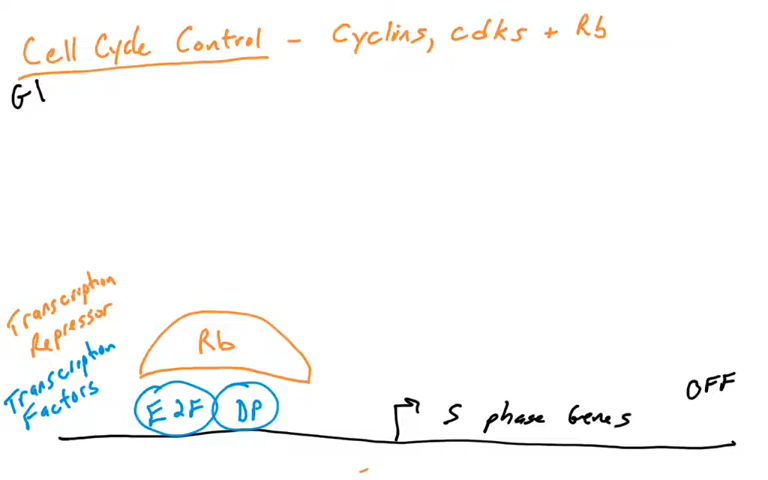 Cell Cycle Control - Cyclins, cdks + Rb
G1
Transcription
Repressor
Rb
Transcription
Factors
E2F DP
S phase Genes
OFF